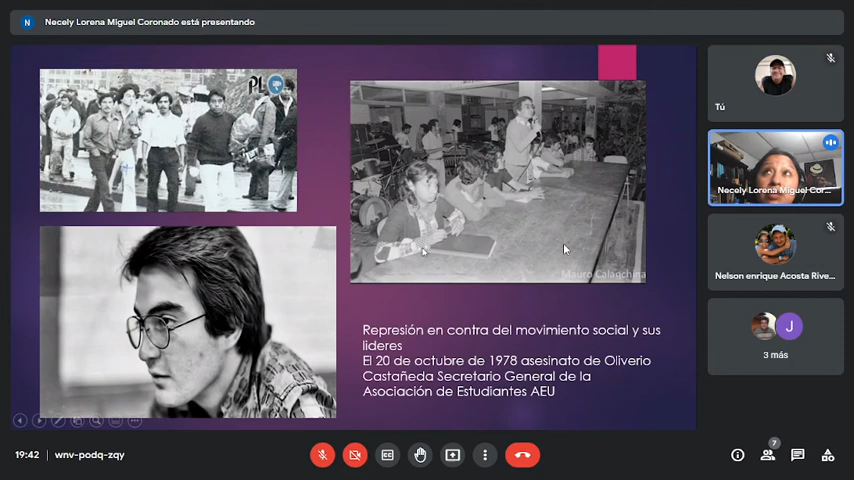 N Necely Lorena Miguel Coronado está presentando
PL
Mauro Calanchina
Represión en contra del movimiento social y sus
lideres
El 20 de octubre de 1978 asesinato de Oliverio
Castañeda Secretario General de la
Asociación de Estudiantes AEU
Tú
Necely Lorena Miguel Cor...
Nelson enrique Acosta Rive...
J
3 más
19:42 | wnv-podq-zqy
7